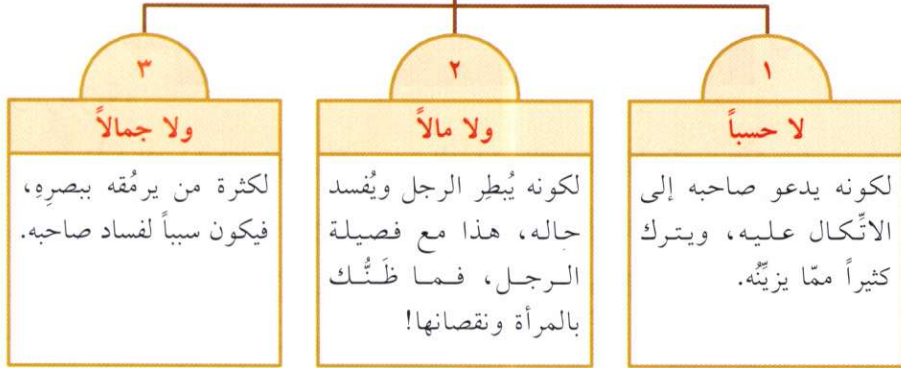 ١
لا حسباً
لكونه يدعو صاحبه إلى
الاتِّكال عليه، ويترك
كثيراً ممّا يزيِّنُه.
٢
ولا مالاً
لكونه يُبطِر الرجل ويُفسد
حاله، هذا مع فصيلة
الرجل، فما ظَنُّك
بالمرأة ونقصانها!
٣
ولا جمالاً
لكثرة من يرمُقه ببصرِهِ،
فيكون سبباً لفساد صاحبه.